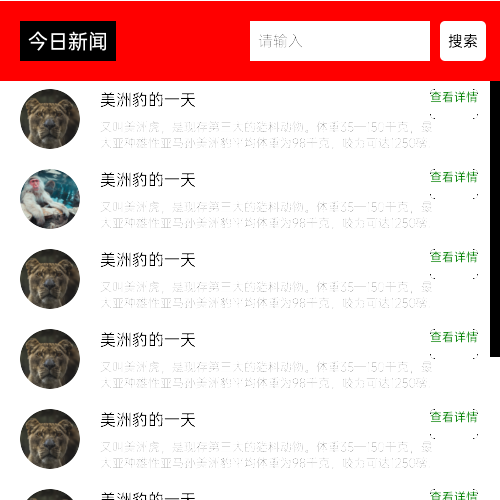 今日新闻
请输入
搜索
美洲豹的一天
查看详情
又叫美洲虎，是现存第三大的猫科动物。体重65—150千克，最
大亚种雄性亚马孙美洲豹平均体重为98千克，咬力可达1250磅
美洲豹的一天
查看详情
又叫美洲虎，是现存第三大的猫科动物。体重65—150千克，最
大亚种雄性亚马孙美洲豹平均体重为98千克，咬力可达1250磅
美洲豹的一天
查看详情
又叫美洲虎，是现存第三大的猫科动物。体重65—150千克，最
大亚种雄性亚马孙美洲豹平均体重为98千克，咬力可达1250磅
美洲豹的一天
查看详情
又叫美洲虎，是现存第三大的猫科动物。体重65—150千克，最
大亚种雄性亚马孙美洲豹平均体重为98千克，咬力可达1250磅
美洲豹的一天
查看详情
又叫美洲虎，是现存第三大的猫科动物。体重65—150千克，最
大亚种雄性亚马孙美洲豹平均体重为98千克，咬力可达1250磅
美洲豹的一天
查看详情